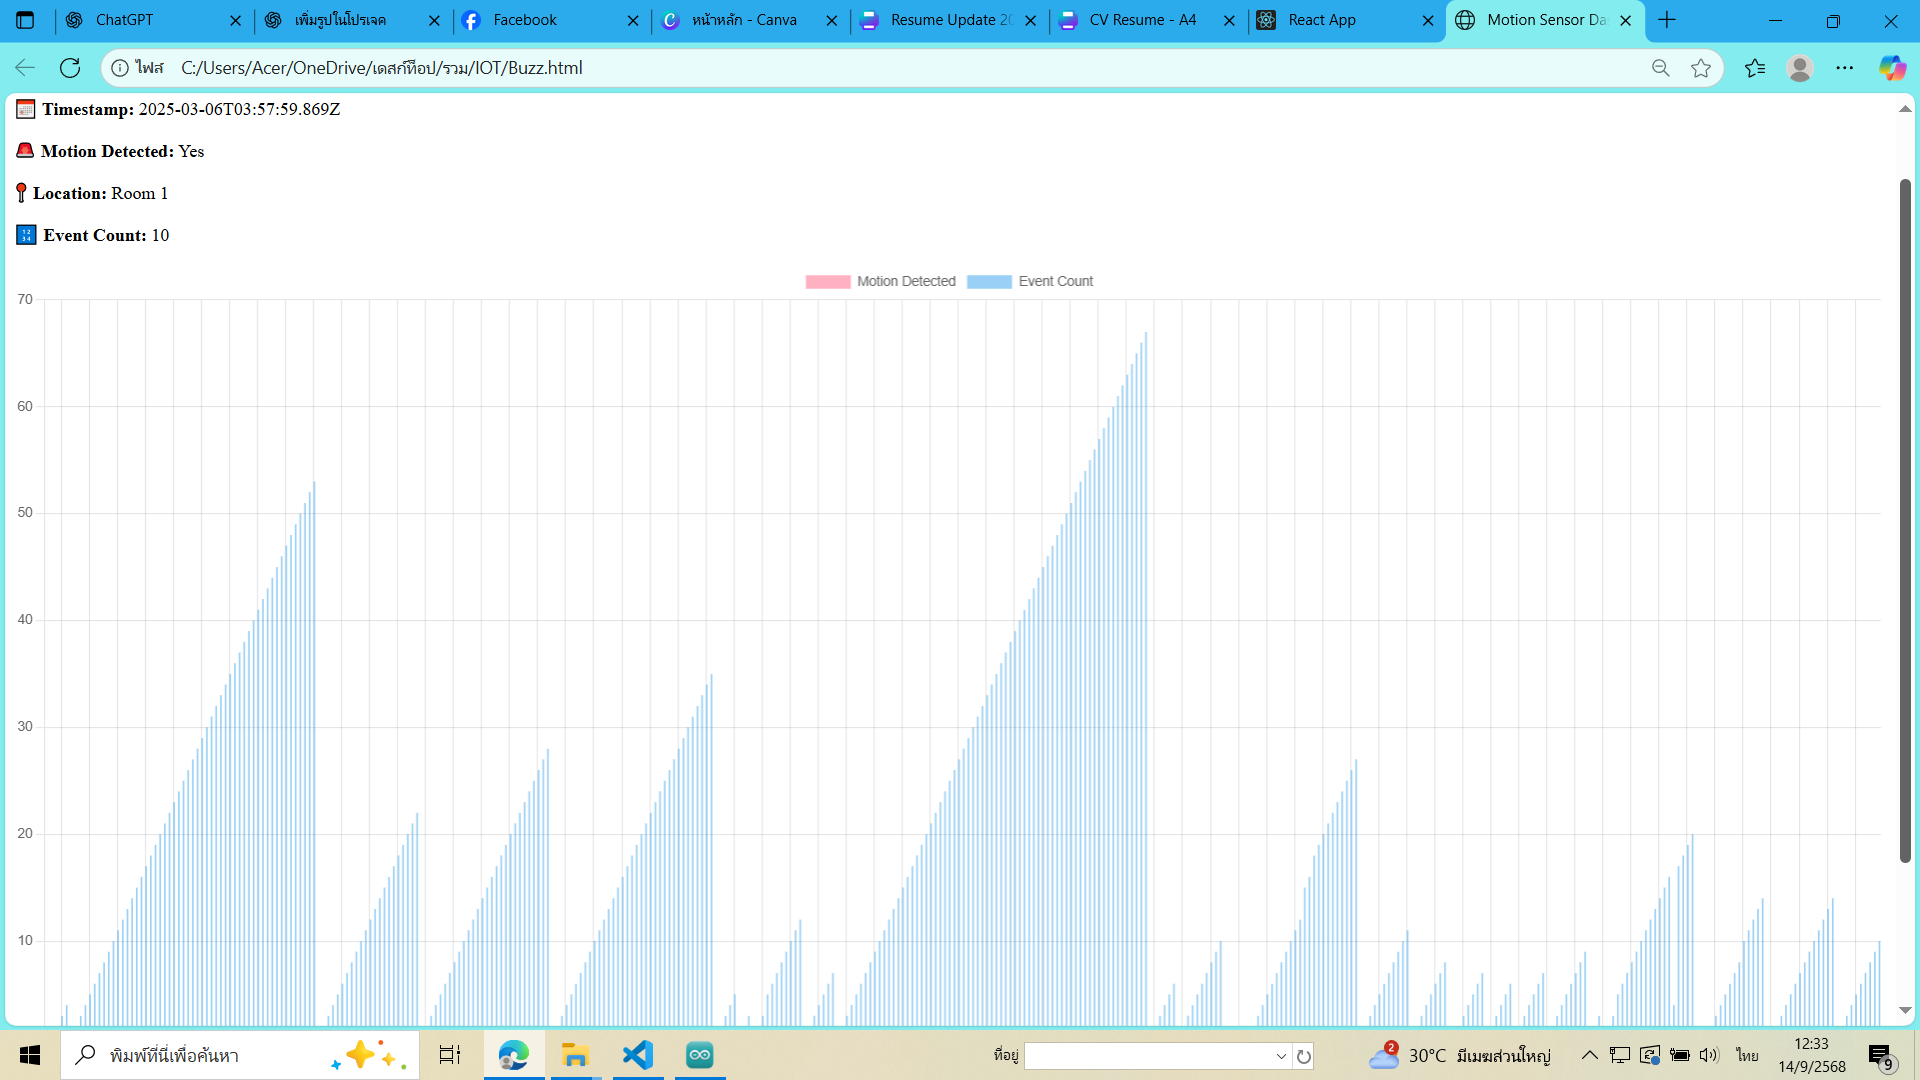 ChatGPT
เพิ่มรูปในโปรเจค
Facebook
หน้าหลัก - Canva
Resume Update 20
CV Resume - A4
React App
Motion Sensor Da
ไฟล์ C:/Users/Acer/OneDrive/เดสก์ท็อป/รวม/IOT/Buzz.html
Timestamp: 2025-03-06T03:57:59.869Z
Motion Detected: Yes
Location: Room 1
Event Count: 10
Motion Detected Event Count
70
60
50
40
30
20
10
พิมพ์ที่นี่เพื่อค้นหา
ที่อยู่
2
30°C มีเมฆส่วนใหญ่
ไทย
12:33
14/9/2568
9